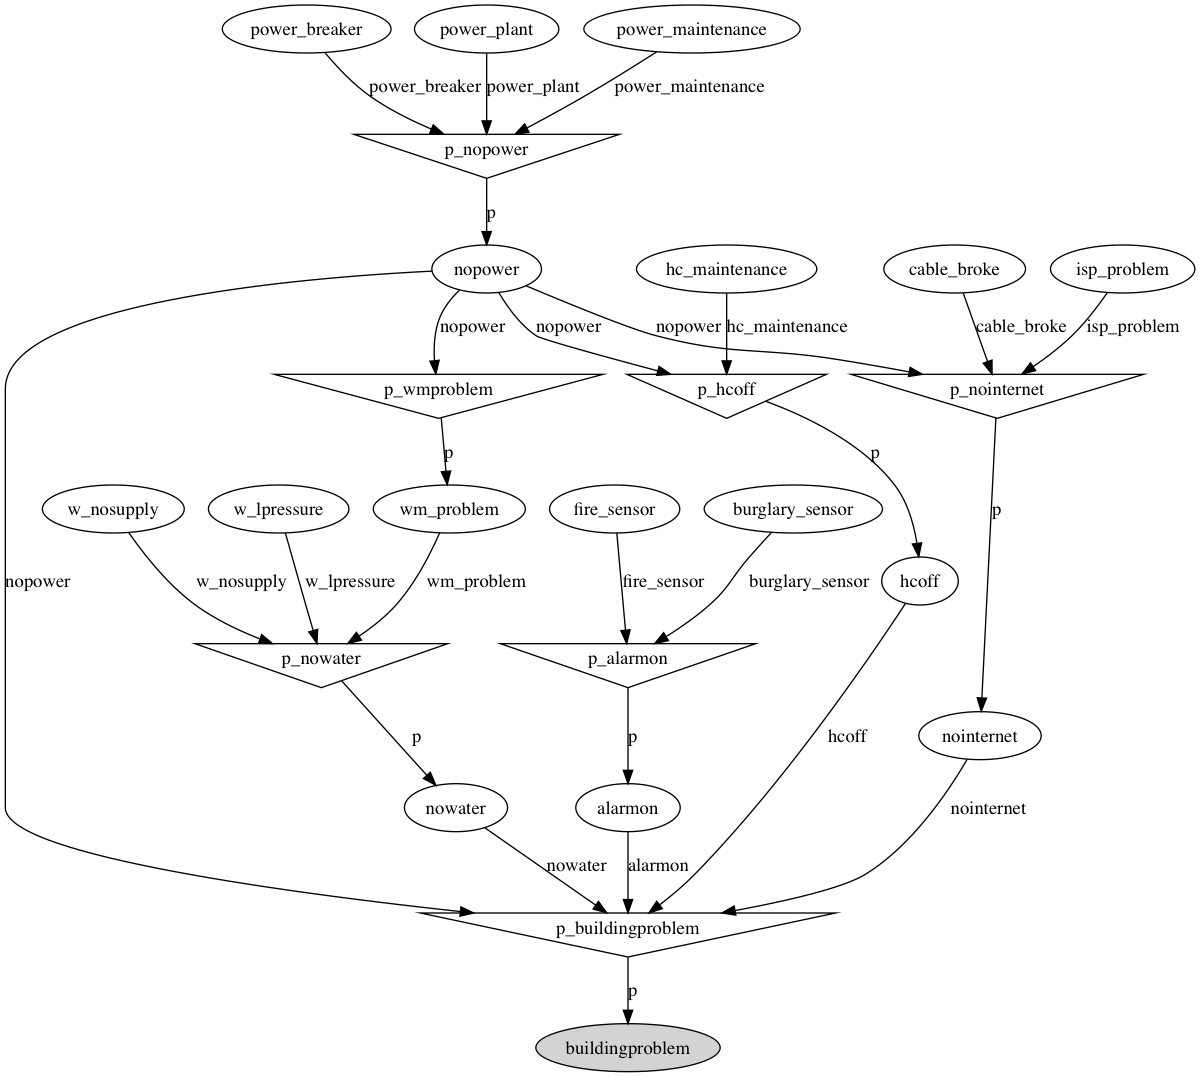 power_breaker
power_plant
power_maintenance
power_breaker
power_plant
power_maintenance
p_nopower
p
nopower
hc_maintenance
cable_broke
isp_problem
nopower
nopower
nopower
hc_maintenance
cable_broke
isp_problem
p_wmproblem
p_hcoff
p_nointernet
p
p
w_nosupply
w_lpressure
wm_problem
fire_sensor
burglary_sensor
p
nopower
w_nosupply
w_lpressure
wm_problem
fire_sensor
burglary_sensor
hcoff
p_nowater
p_alarmon
p
p
hcoff
nointernet
nowater
alarmon
nointernet
nowater
alarmon
p_buildingproblem
p
buildingproblem